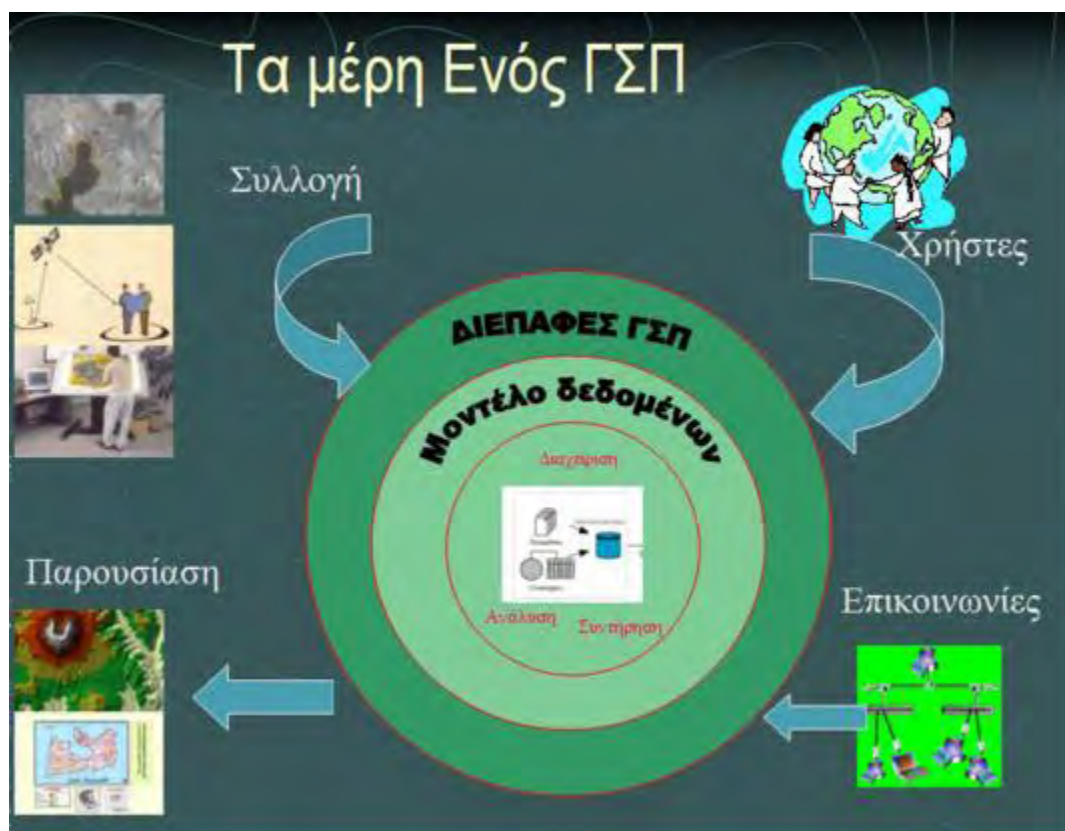 Τα μέρη Ενός ΓΣΠ
Συλλογή
Χρήστες
ΔΙΕΠΑΦΕΣ ΓΣΠ
Μοντέλο δεδομένων
Διαχείριση
Ανάλυση
Συντήρηση
Παρουσίαση
Επικοινωνίες